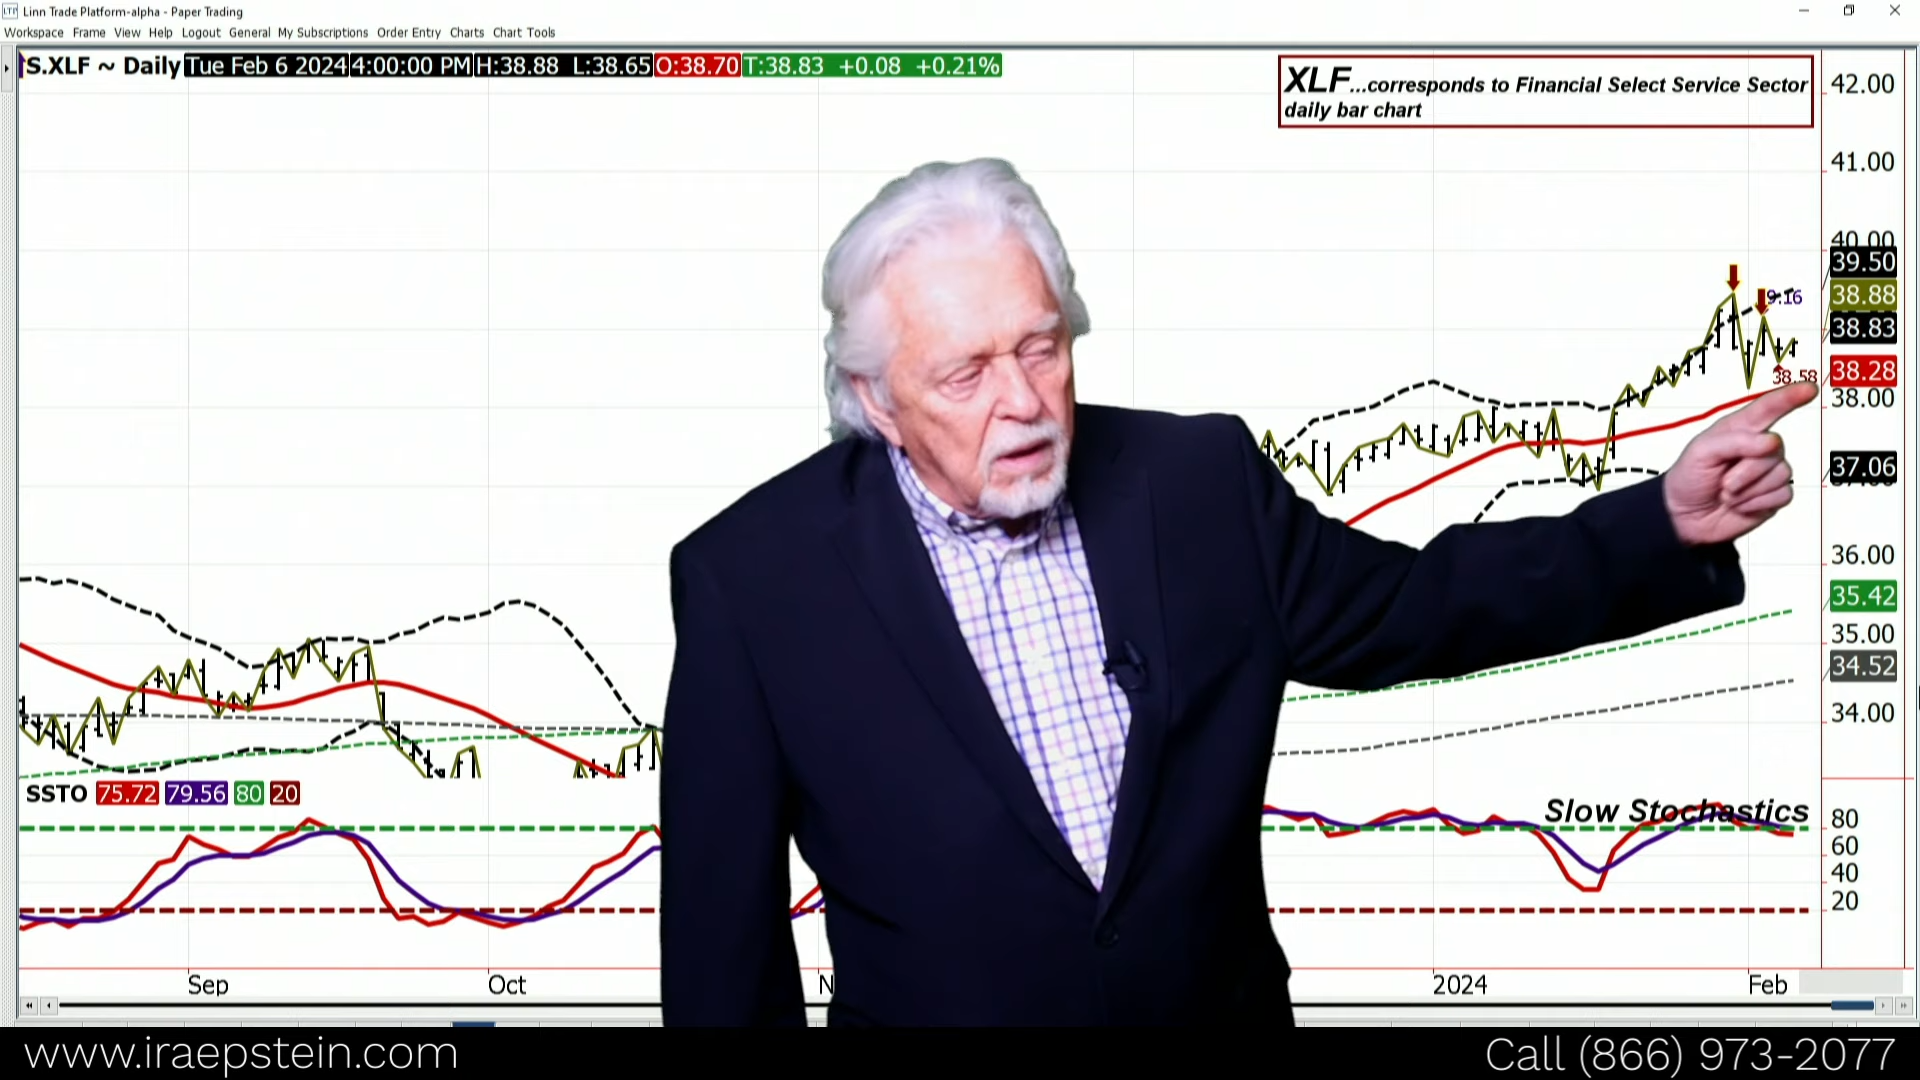 LTP Linn Trade Platform-alpha - Paper Trading
Workspace Frame View Help Logout General My Subscriptions Order Entry Charts Chart Tools
S.XLF ~ Daily Tue Feb 6 2024 4:00:00 PM H:38.88 L:38.65 O:38.70 T:38.83 +0.08 +0.21%
XLF...corresponds to Financial Select Service Sector
daily bar chart
42.00
41.00
40.00
39.50
38.88
9.16
38.83
38.28
38.58
38.00
37.06
36.00
35.42
35.00
34.52
34.00
SSTO 75.72 79.56 80 20
Slow Stochastics
80
60
40
20
Sep Oct N 2024 Feb
www.iraepstein.com Call (866) 973-2077